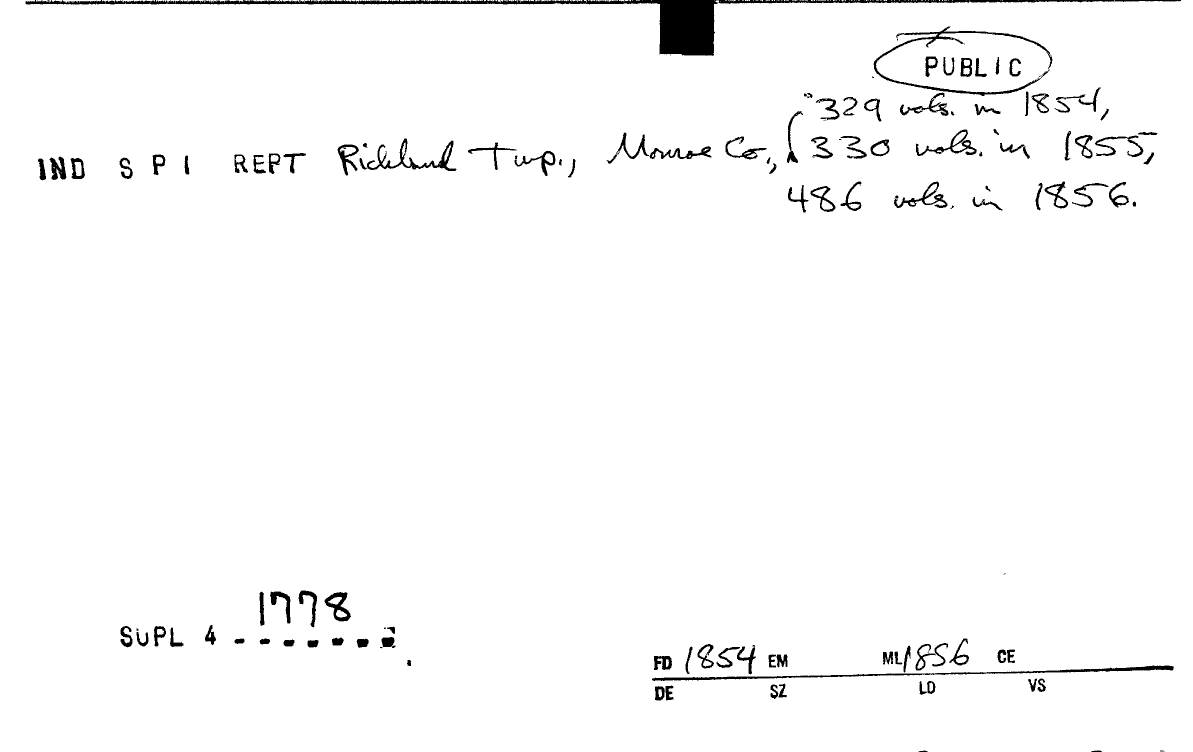 PUBLIC
329 vols. in 1854,
IND S P I REPT Richland Twp., Monroe Co., 330 vols. in 1855,
486 vols. in 1856.
1778
SUPL 4 -------
FD 1854 EM ML 1856 CE
DE SZ LO VS